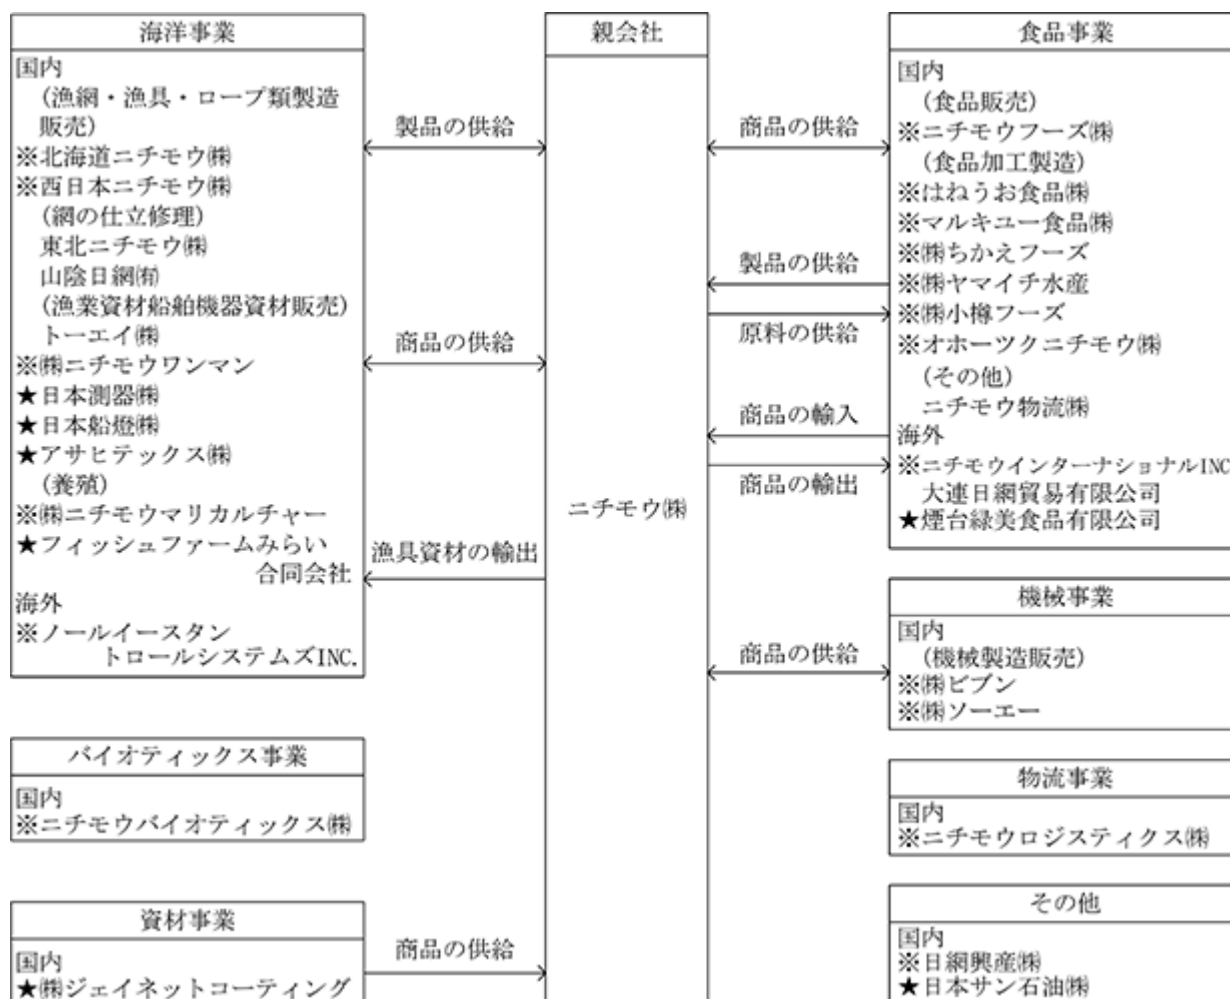 海洋事業
国内
(漁網・漁具・ロープ類製造
販売)
※北海道ニチモウ㈱
※西日本ニチモウ㈱
(網の仕立修理)
東北ニチモウ㈱
山陰日網㈲
(漁業資材船舶機器資材販売)
トーエイ㈱
※㈱ニチモウワンマン
★日本測器㈱
★日本船燈㈱
★アサヒテックス㈱
(養殖)
※㈱ニチモウマリカルチャー
★フィッシュファームみらい
合同会社
海外
※ノールイースタン
トロールシステムズINC.
バイオティックス事業
国内
※ニチモウバイオティックス㈱
資材事業
国内
★㈱ジェイネットコーティング
製品の供給
商品の供給
漁具資材の輸出
商品の供給
親会社
ニチモウ㈱
商品の供給
製品の供給
原料の供給
商品の輸入
商品の輸出
商品の供給
食品事業
国内
(食品販売)
※ニチモウフーズ㈱
(食品加工製造)
※はねうお食品㈱
※マルキユー食品㈱
※㈱ちかえフーズ
※㈱ヤマイチ水産
※㈱小樽フーズ
※オホーツクニチモウ㈱
(その他)
ニチモウ物流㈱
海外
※ニチモウインターナショナルINC
大連日網貿易有限公司
★煙台緑美食品有限公司
機械事業
国内
(機械製造販売)
※㈱ビブン
※㈱ソーエー
物流事業
国内
※ニチモウロジスティクス㈱
その他
国内
※日網興産㈱
★日本サン石油㈱